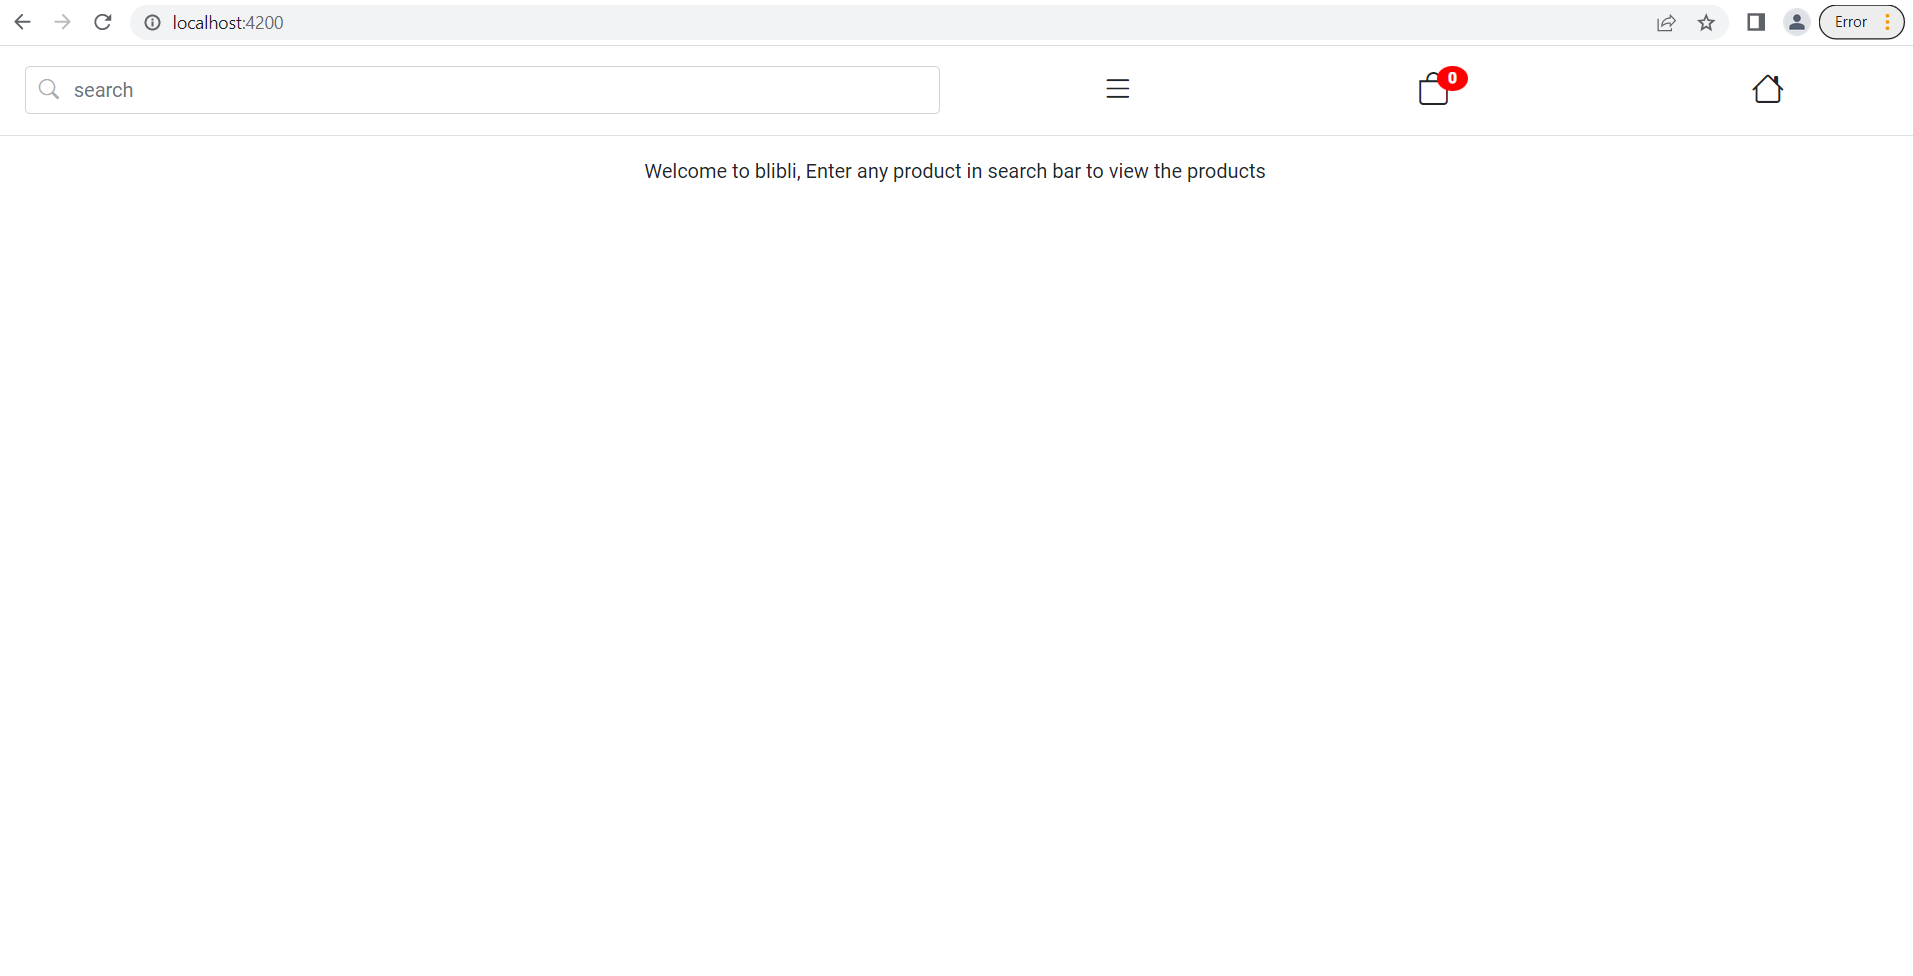 localhost:4200
Error
search
0
Welcome to blibli, Enter any product in search bar to view the products